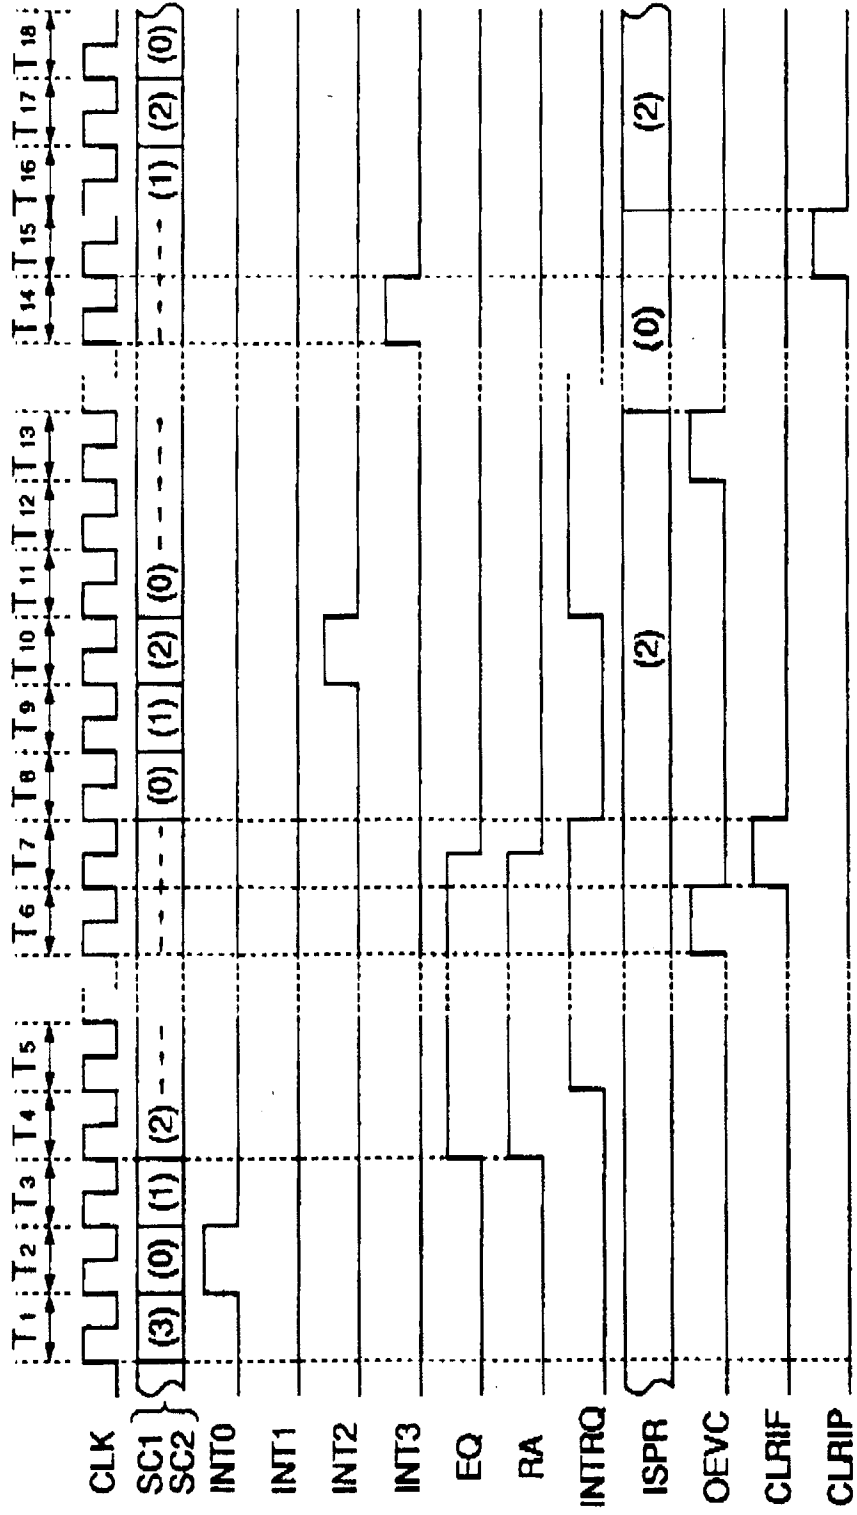 T1 T2 T3 T4 T5 T6 T7 T8 T9 T10 T11 T12 T13 T14 T15 T16 T17 T18
CLK
SC1 (3) (0) (1) (2) (0) (1) (2) (0) (1) (2) (0)
SC2
INT0
INT1
INT2
INT3
EQ
RA
INTRQ
ISPR (2) (0) (2)
OEVC
CLRIF
CLRIP